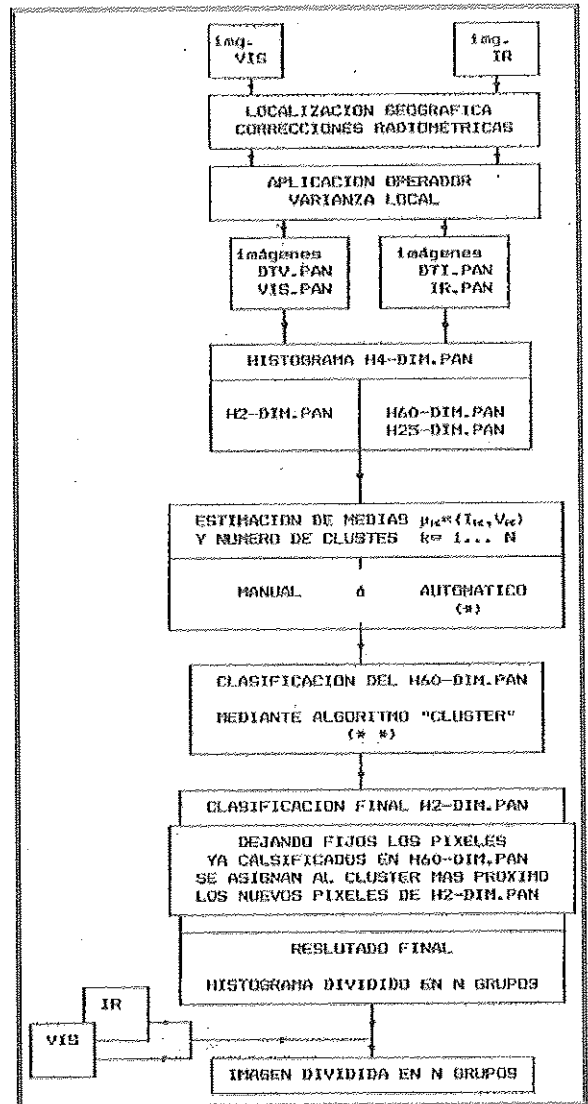 img.
VIS
img.
IR
LOCALIZACION GEOGRAFICA
CORRECCIONES RADIOMÉTRICAS
APLICACION OPERADOR
VARIANZA LOCAL
imágenes
DTV.PAN
VIS.PAN
imágenes
DTI.PAN
IR.PAN
HISTOGRAMA H4-DIM.PAN
H2-DIM.PAN
H60-DIM.PAN
H25-DIM.PAN
ESTIMACION DE MEDIAS
Y NUMERO DE CLUSTES k= 1... N
MANUAL ó AUTOMATICO
(*)
CLASIFICACION DEL H60-DIM.PAN
MEDIANTE ALGORITMO "CLUSTER"
(* *)
CLASIFICACION FINAL H2-DIM.PAN
DEJANDO FIJOS LOS PIXELES
YA CALSIFICADOS EN H60-DIM.PAN
SE ASIGNAN AL CLUSTER MAS PROXIMO
LOS NUEVOS PIXELES DE H2-DIM.PAN
RESLUTADO FINAL
HISTOGRAMA DIVIDIDO EN N GRUPOS
IR
VIS
IMAGEN DIVIDIDA EN N GRUPOS